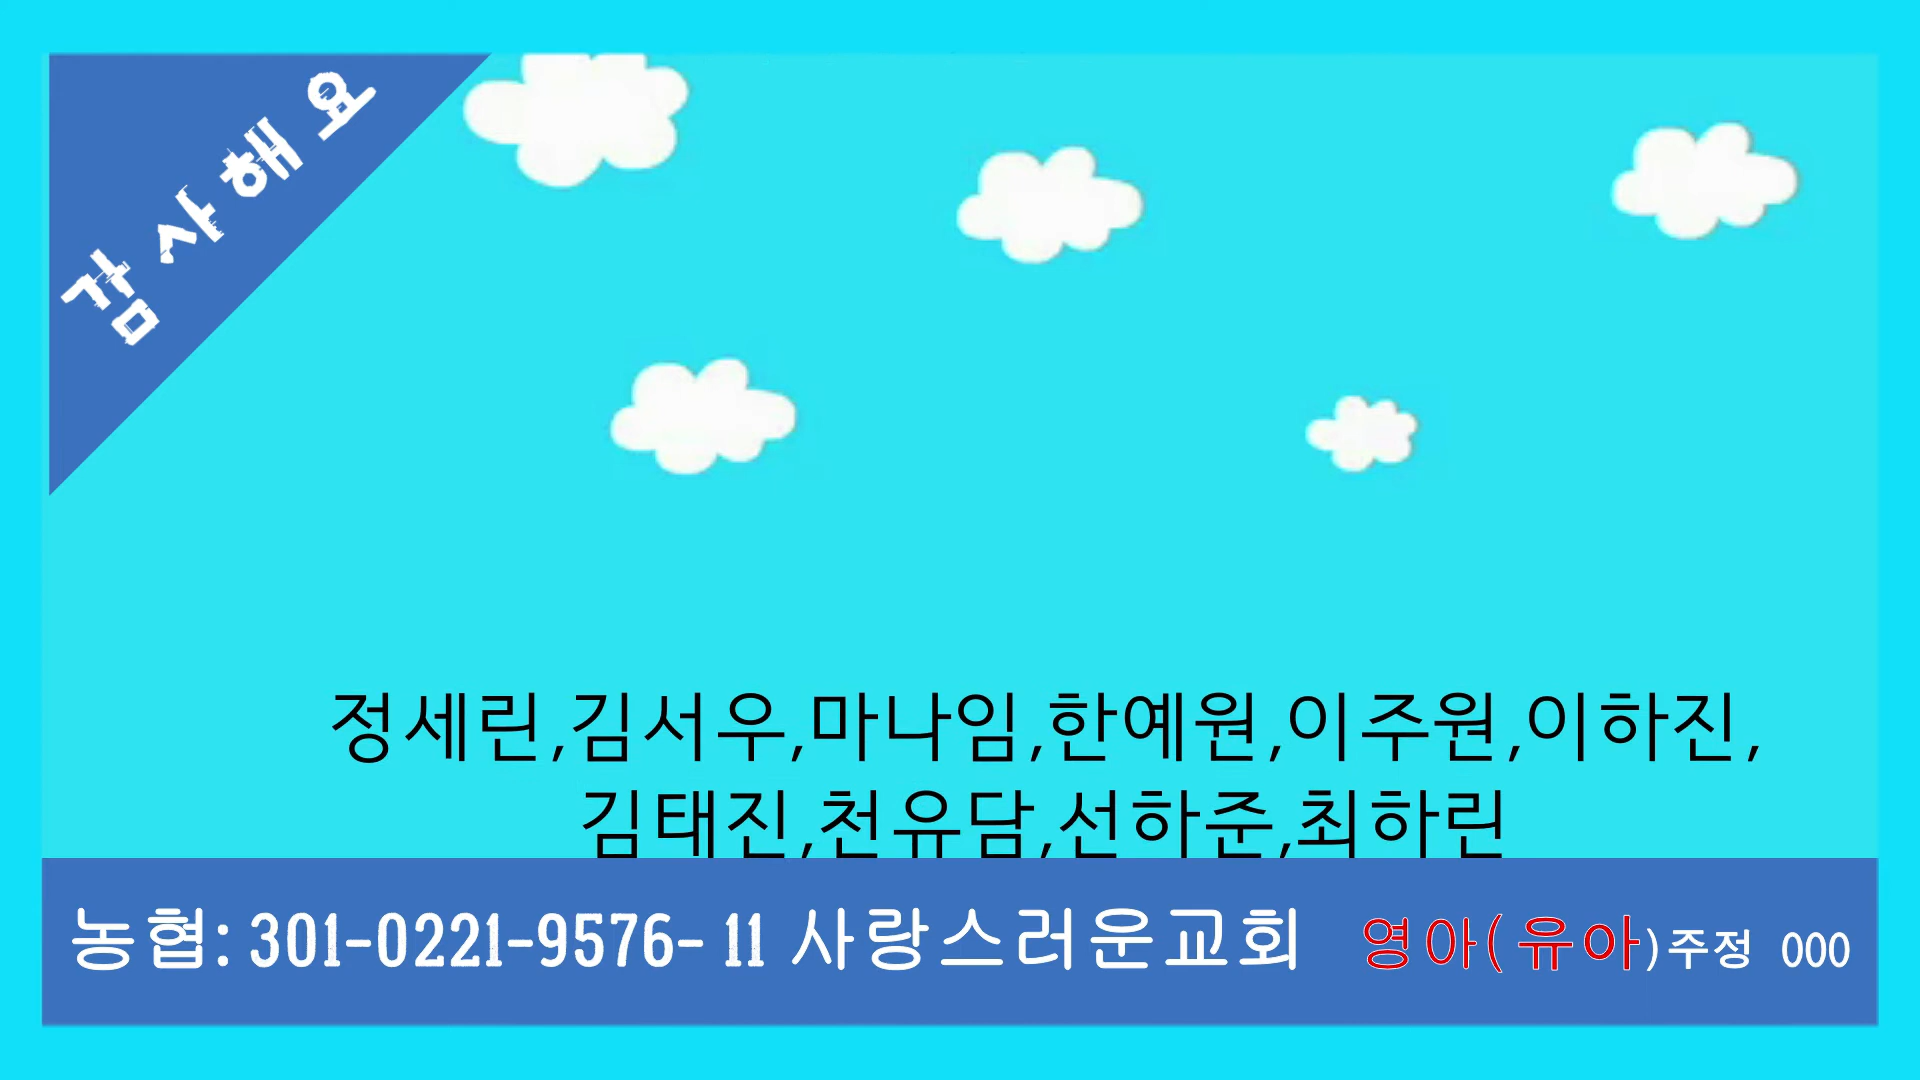 감사해요
정세린,김서우,마나임,한예원,이주원,이하진,
김태진,천유담,선하준,최하린
농협: 301-0221-9576- 11 사랑스러운교회 영아(유아)주정 000